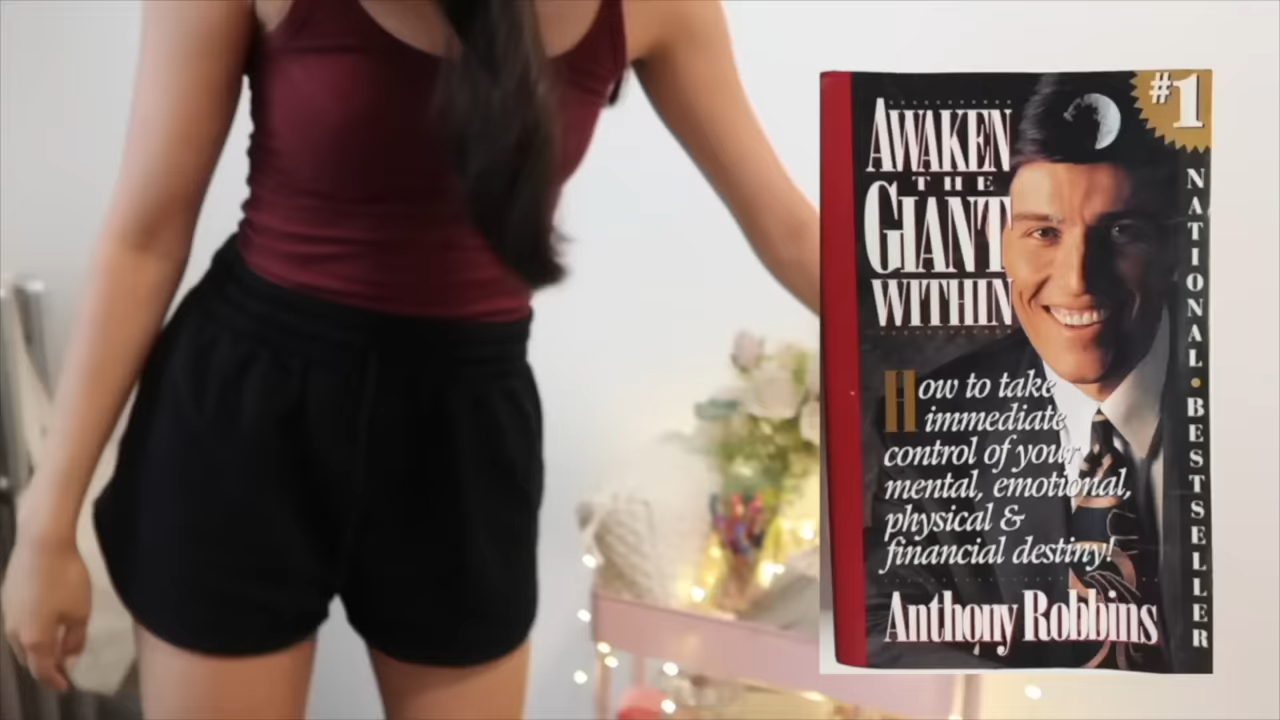 #1
AWAKEN
THE
GIANT
WITHIN
How to take
immediate
control of your
mental, emotional,
physical &
financial destiny!
Anthony Robbins
NATIONAL • BESTSELLER